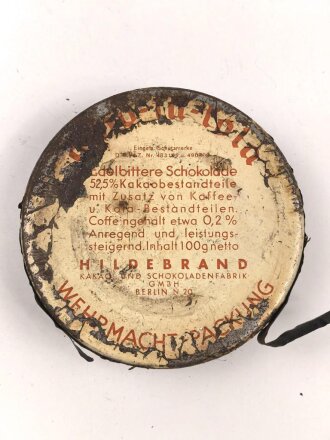 Eingetr. Schutzmarke
Edelbittere Schokolade
52,5% Kakaobestandteile
mit Zusatz von Kaffee-
u. Kola-Bestandteilen.
Coffeingehalt etwa 0,2%
Anregend und leistungs-
steigernd. Inhalt 100g netto
HILDEBRAND
KAKAO- UND SCHOKOLADENFABRIK
GMBH
BERLIN N 20
WEHRMACHT-PACKUNG